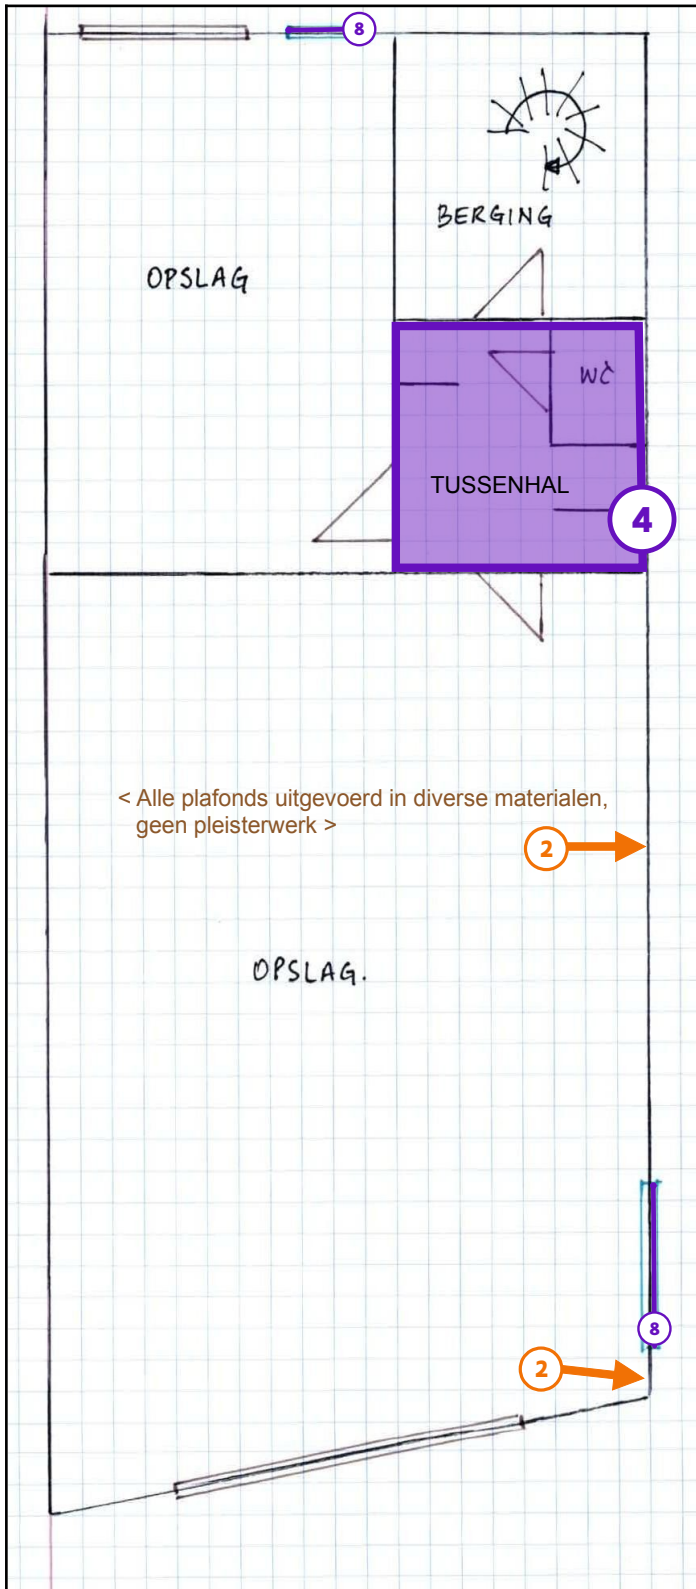 8
BERGING
OPSLAG
WC
TUSSENHAL
4
< Alle plafonds uitgevoerd in diverse materialen,
geen pleisterwerk >
2
OPSLAG.
8
2